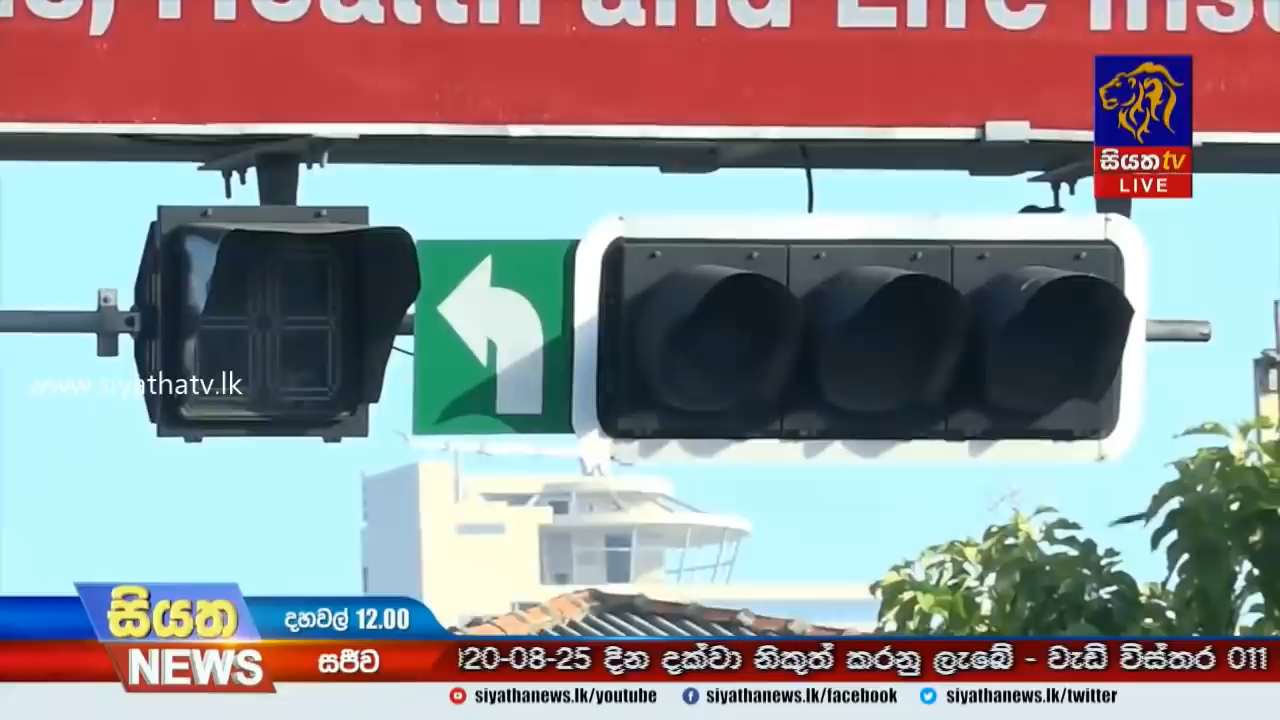 Health and Life
සියත tv
LIVE
www.siyathatv.lk
සියත
NEWS
දහවල් 12.00
සජීව
20-08-25 දින දක්වා නිකුත් කරනු ලැබේ - වැඩි විස්තර 011
siyathanews.lk/youtube
siyathanews.lk/facebook
siyathanews.lk/twitter